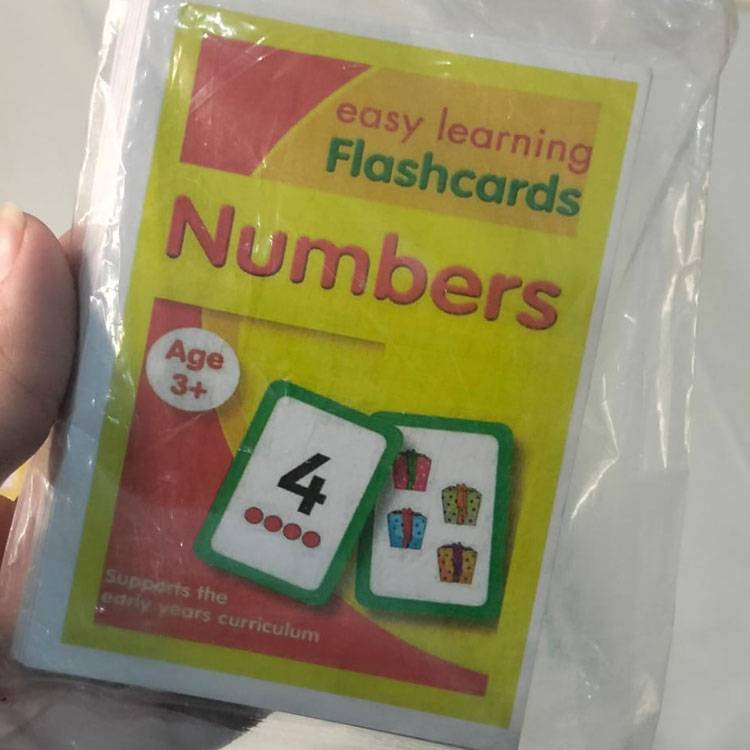 easy learning
Flashcards
Numbers
Age
3+
4
Supports the
early years curriculum